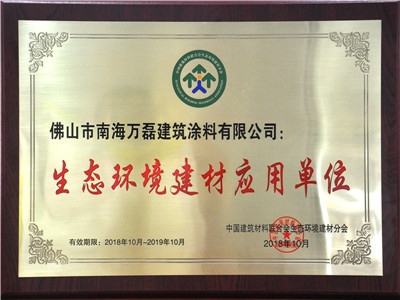 佛山市南海万磊建筑涂料有限公司：
生态环境建材应用单位
中国建筑材料联合会生态环境建材分会
有效期限：2018年10月~2019年10月
2018年10月